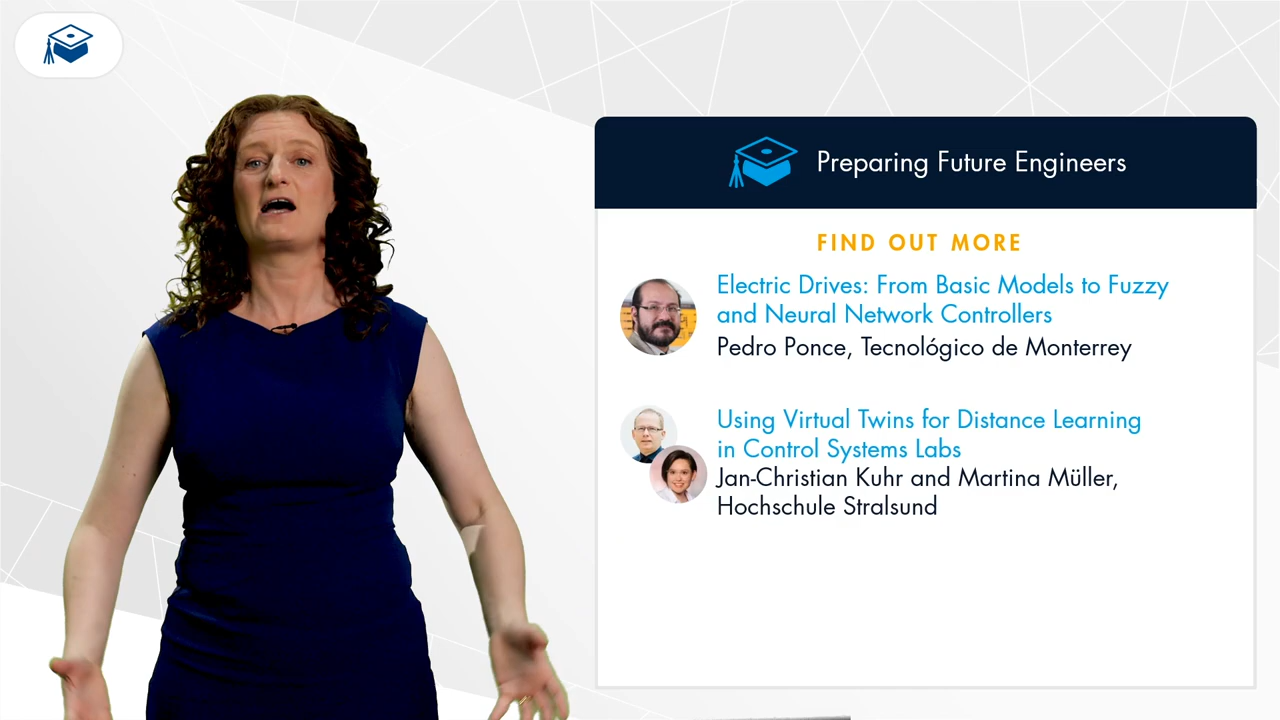 Preparing Future Engineers
FIND OUT MORE
Electric Drives: From Basic Models to Fuzzy
and Neural Network Controllers
Pedro Ponce, Tecnológico de Monterrey
Using Virtual Twins for Distance Learning
in Control Systems Labs
Jan-Christian Kuhr and Martina Müller,
Hochschule Stralsund